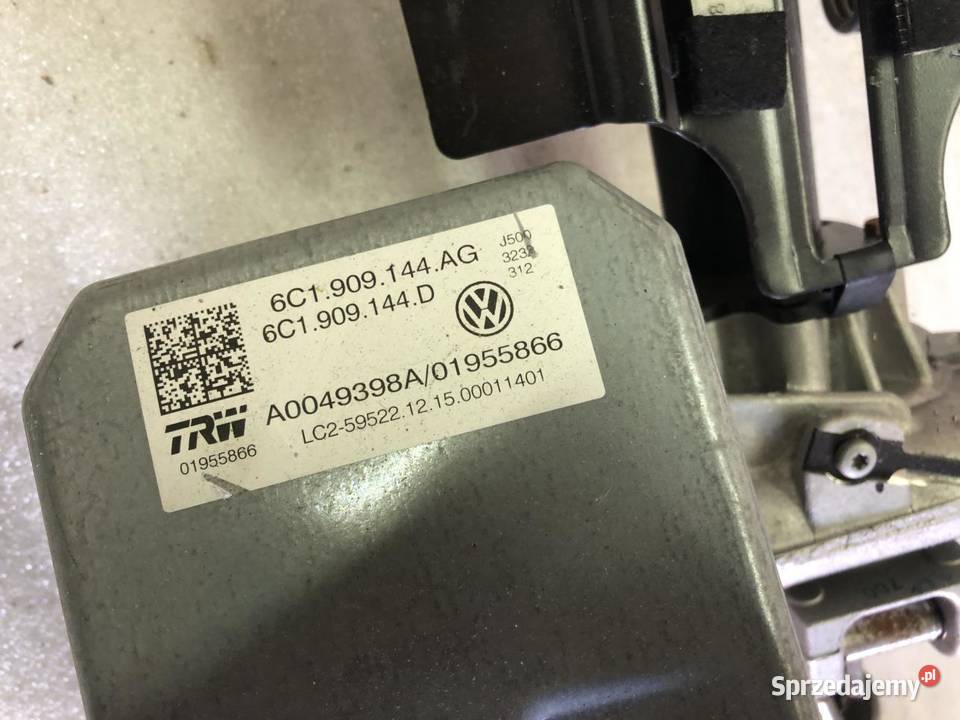 6C1.909.144.AG
6C1.909.144.D
J500
312
A0049398A/01955866
LC2-59522.12.15.00011401
TRW
01955866
Sprzedajemy.pl